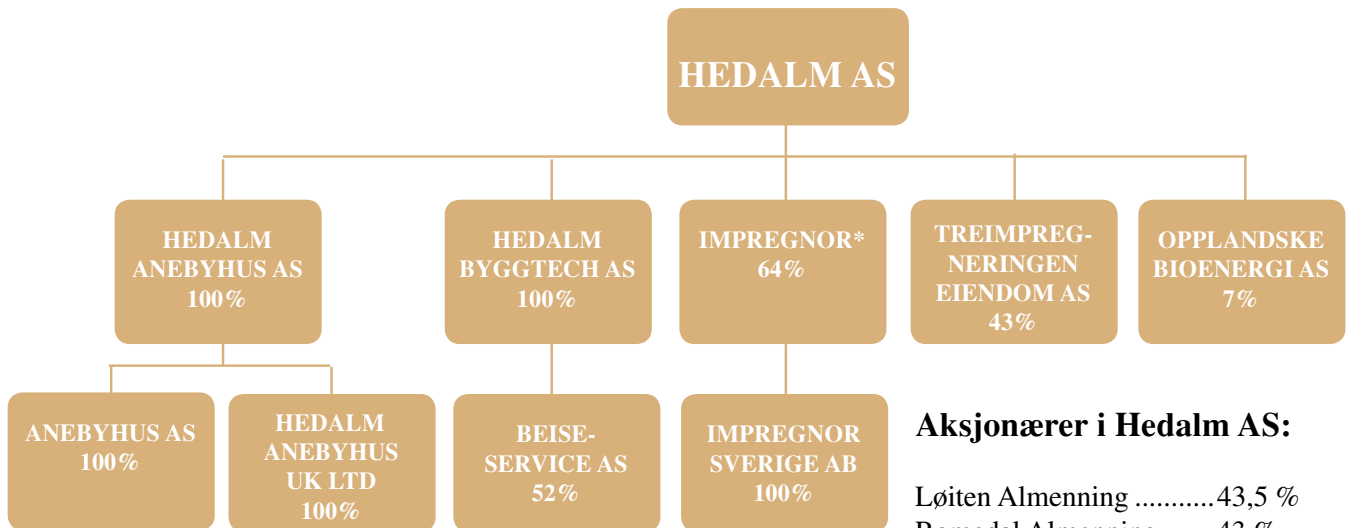 HEDALM AS
HEDALM
ANEBYHUS AS
100%
HEDALM
BYGGTECH AS
100%
IMPREGNOR*
64%
TREIMPREG-
NERINGEN
EIENDOM AS
43%
OPPLANDSKE
BIOENERGI AS
7%
ANEBYHUS AS
100%
HEDALM
ANEBYHUS
UK LTD
100%
BEISE-
SERVICE AS
52%
IMPREGNOR
SVERIGE AB
100%
Aksjonærer i Hedalm AS:
Løiten Almenning ...........43,5 %